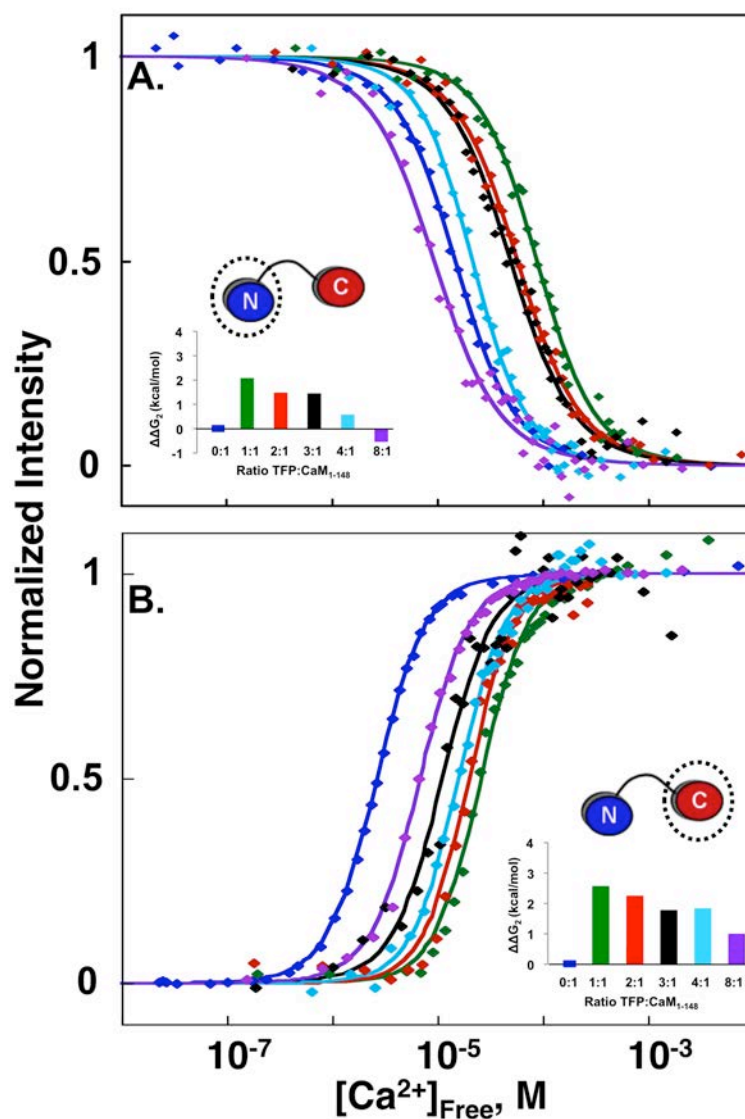 A.
1
0.5
0
N
C
4
3
2
1
0
-1
ΔΔG₂ (kcal/mol)
0:1 1:1 2:1 3:1 4:1 8:1
Ratio TFP:CaM₁₋₁₄₈
Normalized Intensity
B.
1
0.5
0
N
C
4
3
2
1
0
ΔΔG₂ (kcal/mol)
0:1 1:1 2:1 3:1 4:1 8:1
Ratio TFP:CaM₁₋₁₄₈
10⁻⁷ 10⁻⁵ 10⁻³
[Ca²⁺]Free, M